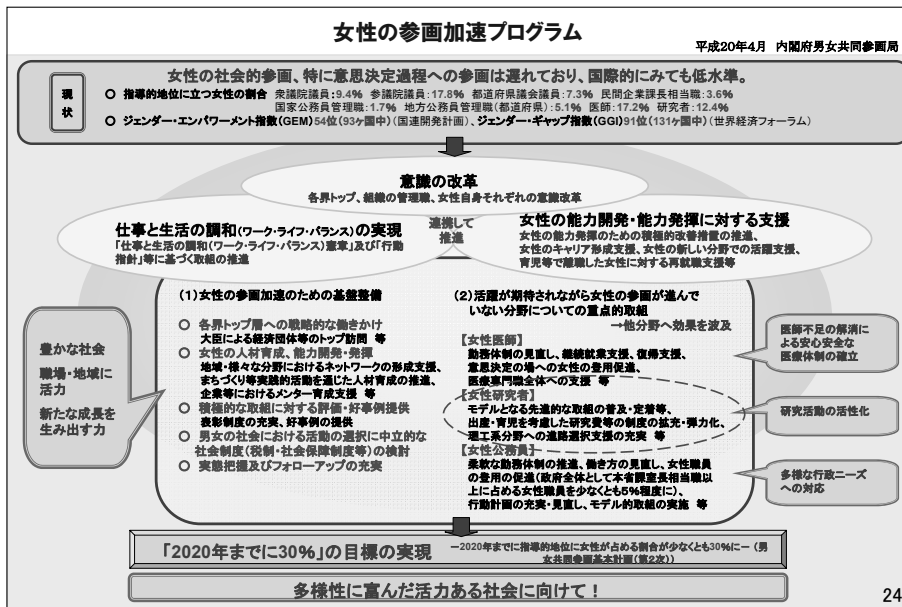 女性の参画加速プログラム
平成20年4月 内閣府男女共同参画局
現状
女性の社会的参画、特に意思決定過程への参画は遅れており、国際的にみても低水準。
○ 指導的地位に立つ女性の割合 衆議院議員:9.4% 参議院議員:17.8% 都道府県議会議員:7.3% 民間企業課長相当職:3.6%
国家公務員管理職:1.7% 地方公務員管理職(都道府県):5.1% 医師:17.2% 研究者:12.4%
○ ジェンダー・エンパワーメント指数(GEM)54位(93ヶ国中)(国連開発計画)、ジェンダー・ギャップ指数(GGI)91位(131ヶ国中)(世界経済フォーラム)
意識の改革
各界トップ、組織の管理職、女性自身それぞれの意識改革
仕事と生活の調和(ワーク・ライフ・バランス)の実現
「仕事と生活の調和(ワーク・ライフ・バランス)憲章」及び「行動
指針」等に基づく取組の推進
連携して
推進
女性の能力開発・能力発揮に対する支援
女性の能力発揮のための積極的改善措置の推進、
女性のキャリア形成支援、女性の新しい分野での活躍支援、
育児等で離職した女性に対する再就職支援等
(1)女性の参画加速のための基盤整備
○ 各界トップ層への戦略的な働きかけ
大臣による経済団体等のトップ訪問 等
○ 女性の人材育成、能力開発・発揮
地域・様々な分野におけるネットワークの形成支援、
まちづくり等実践的活動を通じた人材育成の推進、
企業等におけるメンター育成支援 等
○ 積極的な取組に対する評価・好事例提供
表彰制度の充実、好事例の提供
○ 男女の社会における活動の選択に中立的な
社会制度(税制・社会保障制度等)の検討
○ 実態把握及びフォローアップの充実
(2)活躍が期待されながら女性の参画が進んで
いない分野についての重点的取組
→他分野へ効果を波及
【女性医師】
勤務体制の見直し、継続就業支援、復帰支援、
意思決定の場への女性の登用促進、
医療専門職全体への支援 等
【女性研究者】
モデルとなる先進的な取組の普及・定着等、
出産・育児を考慮した研究費等の制度の拡充・弾力化、
理工系分野への進路選択支援の充実 等
【女性公務員】
柔軟な勤務体制の推進、働き方の見直し、女性職員
の登用の促進(政府全体として本省課室長相当職以
上に占める女性職員を少なくとも5%程度に)、
行動計画の充実・見直し、モデル的取組の実施 等
豊かな社会
職場・地域に
活力
新たな成長を
生み出す力
医師不足の解消に
よる安心安全な
医療体制の確立
研究活動の活性化
多様な行政ニーズ
への対応
「2020年までに30%」の目標の実現
-2020年までに指導的地位に女性が占める割合が少なくとも30%に- (男
女共同参画基本計画(第2次))
多様性に富んだ活力ある社会に向けて!
24